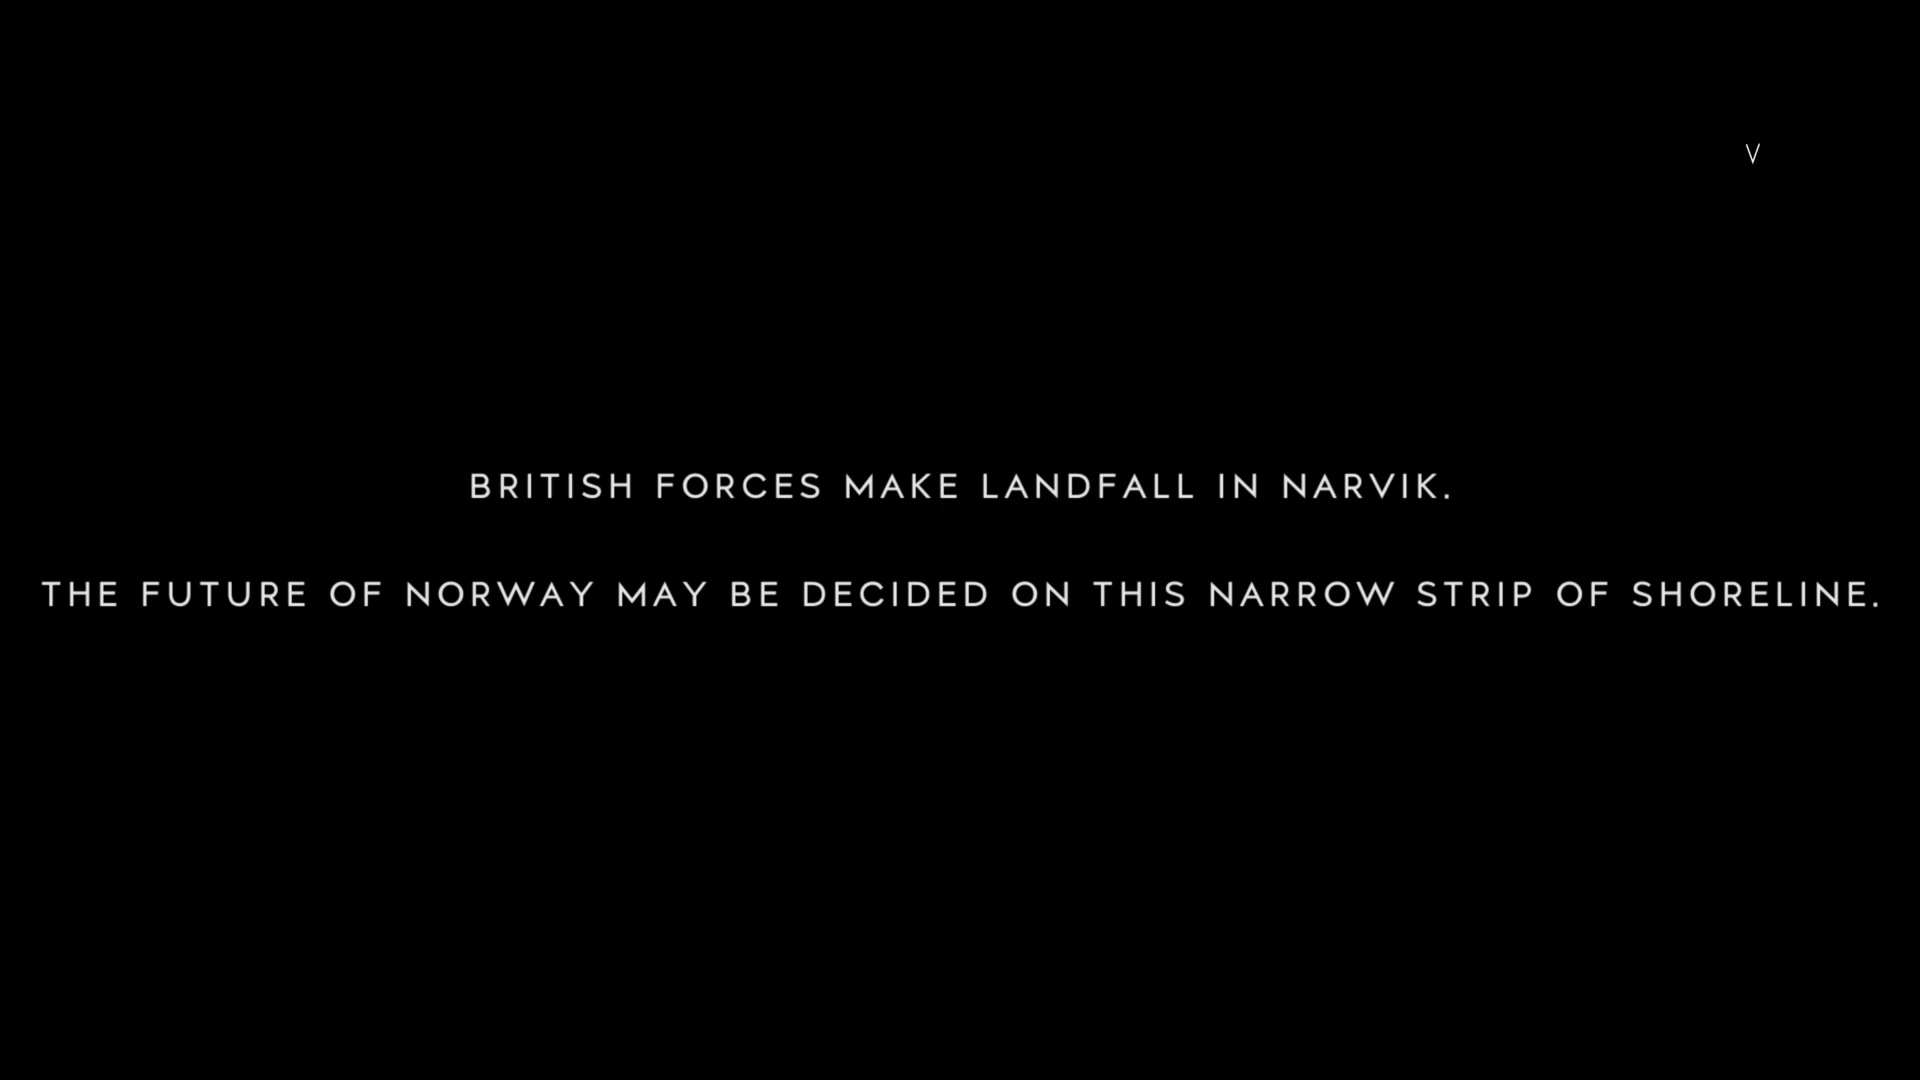 V
BRITISH FORCES MAKE LANDFALL IN NARVIK.
THE FUTURE OF NORWAY MAY BE DECIDED ON THIS NARROW STRIP OF SHORELINE.